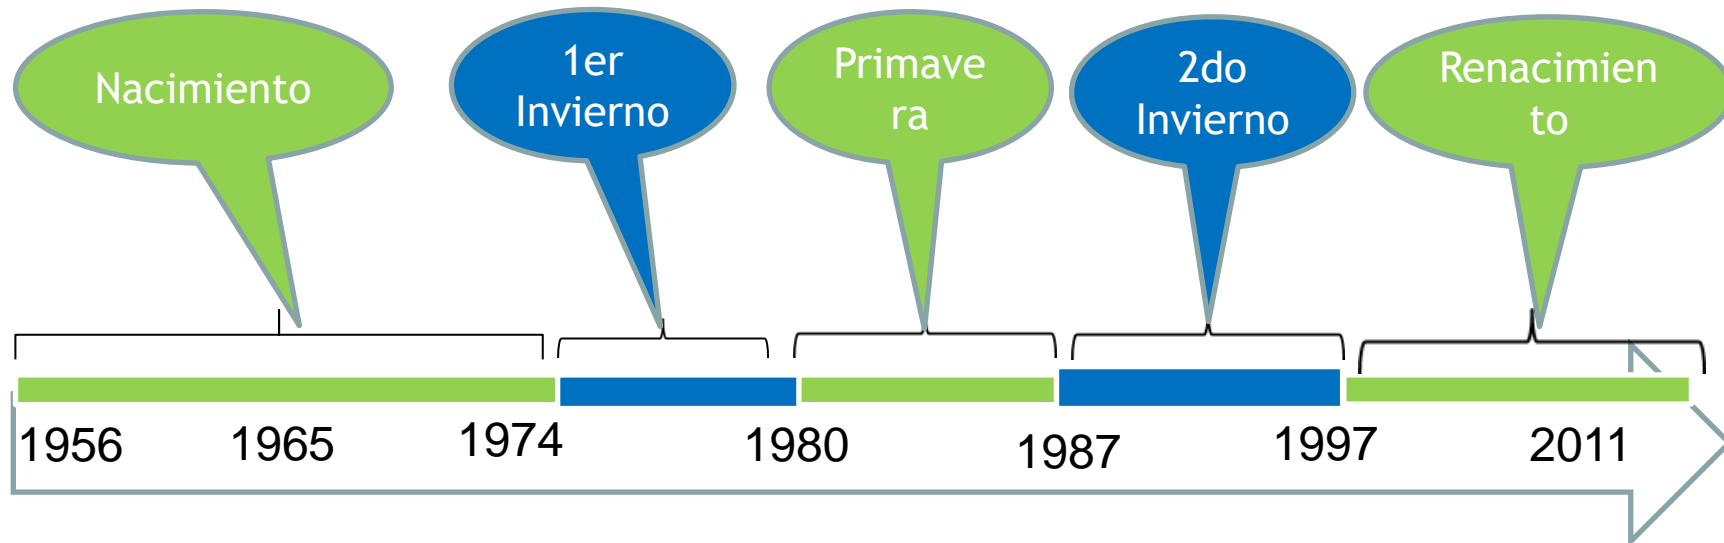 Nacimiento
1er
Invierno
Primave
ra
2do
Invierno
Renacimien
to
1956
1965
1974
1980
1987
1997
2011